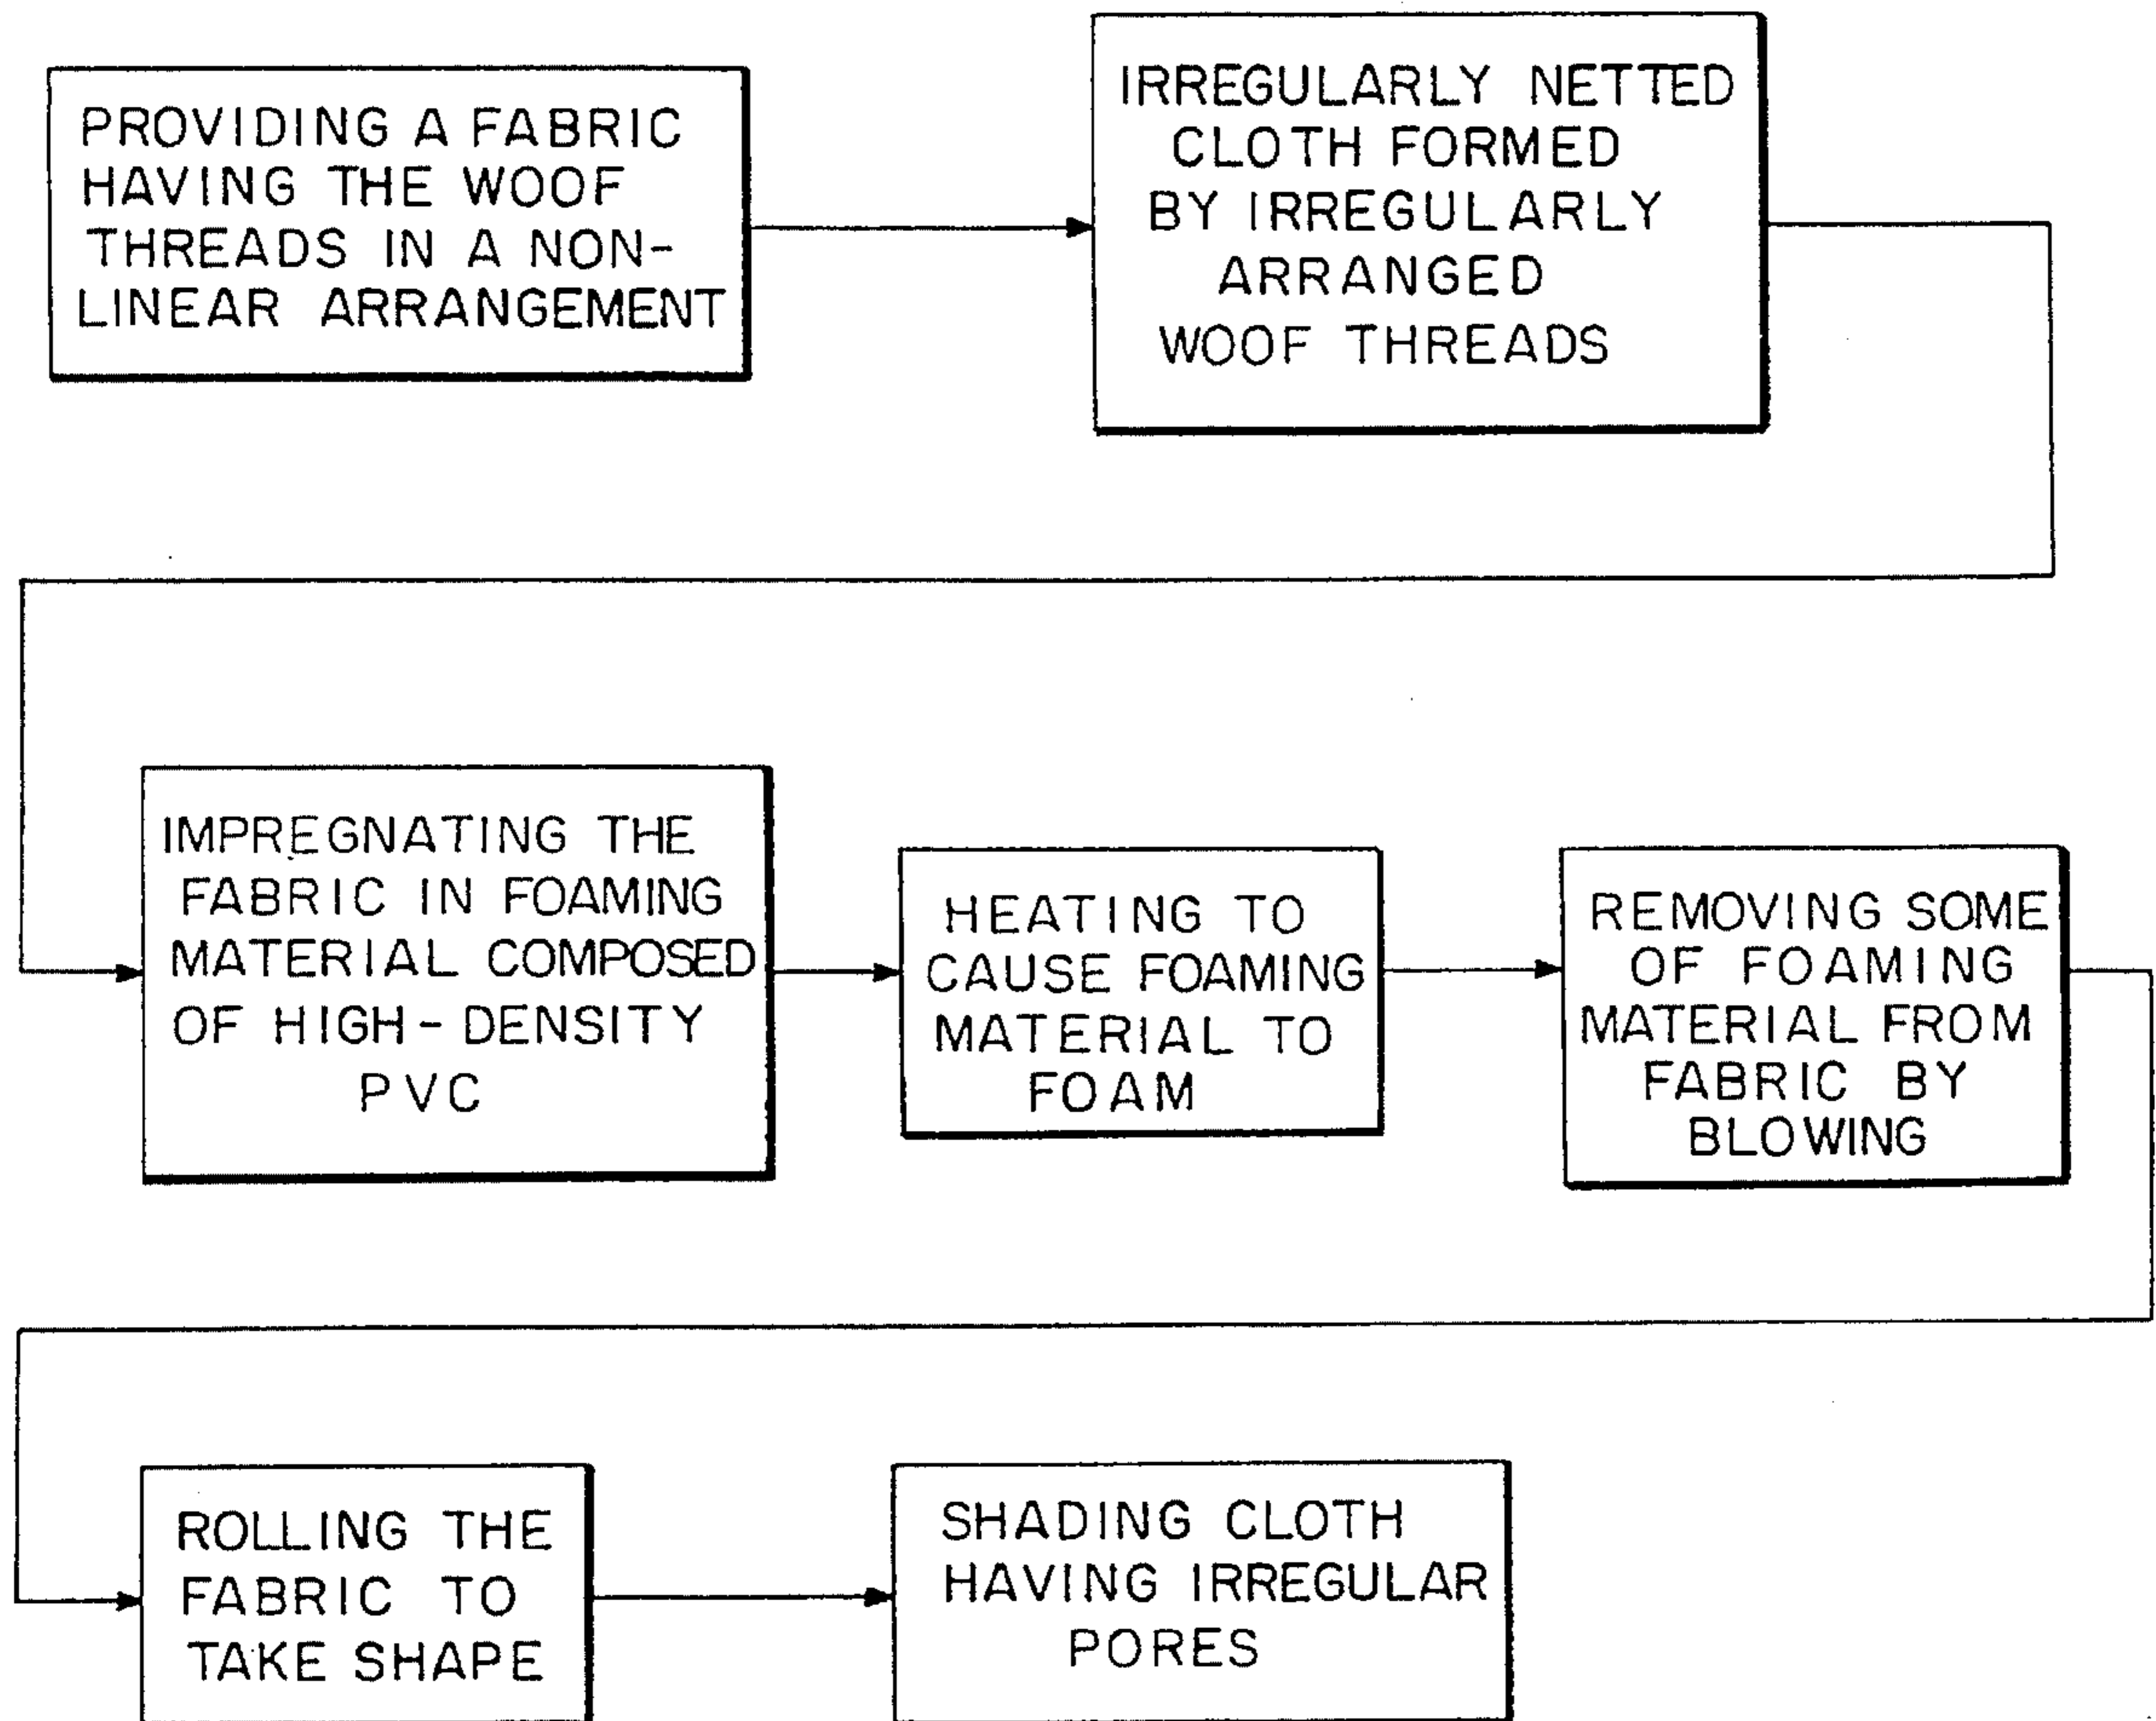 PROVIDING A FABRIC
HAVING THE WOOF
THREADS IN A NON-
LINEAR ARRANGEMENT
IRREGULARLY NETTED
CLOTH FORMED
BY IRREGULARLY
ARRANGED
WOOF THREADS
IMPREGNATING THE
FABRIC IN FOAMING
MATERIAL COMPOSED
OF HIGH-DENSITY
PVC
HEATING TO
CAUSE FOAMING
MATERIAL TO
FOAM
REMOVING SOME
OF FOAMING
MATERIAL FROM
FABRIC BY
BLOWING
ROLLING THE
FABRIC TO
TAKE SHAPE
SHADING CLOTH
HAVING IRREGULAR
PORES